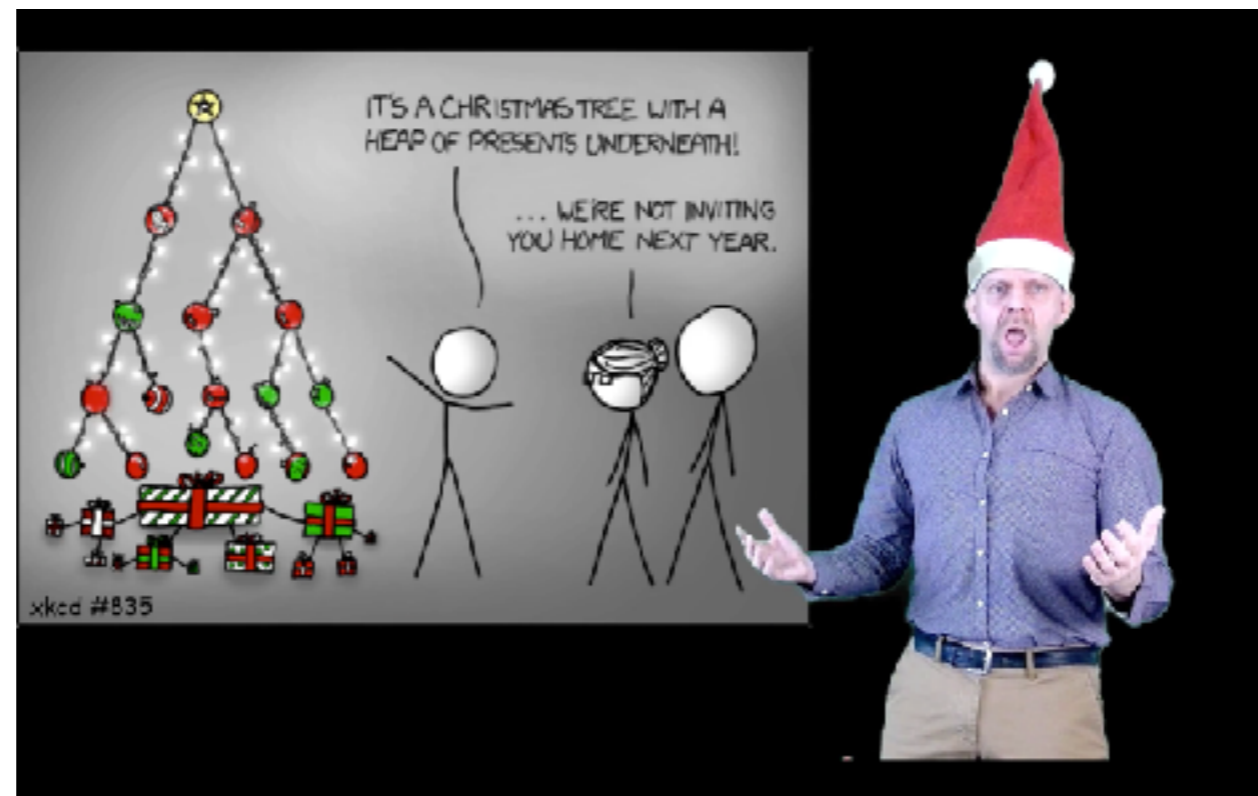 IT'S A CHRISTMAS TREE WITH A
HEAP OF PRESENTS UNDERNEATH!
... WE'RE NOT INVITING
YOU HOME NEXT YEAR.
xkcd #835